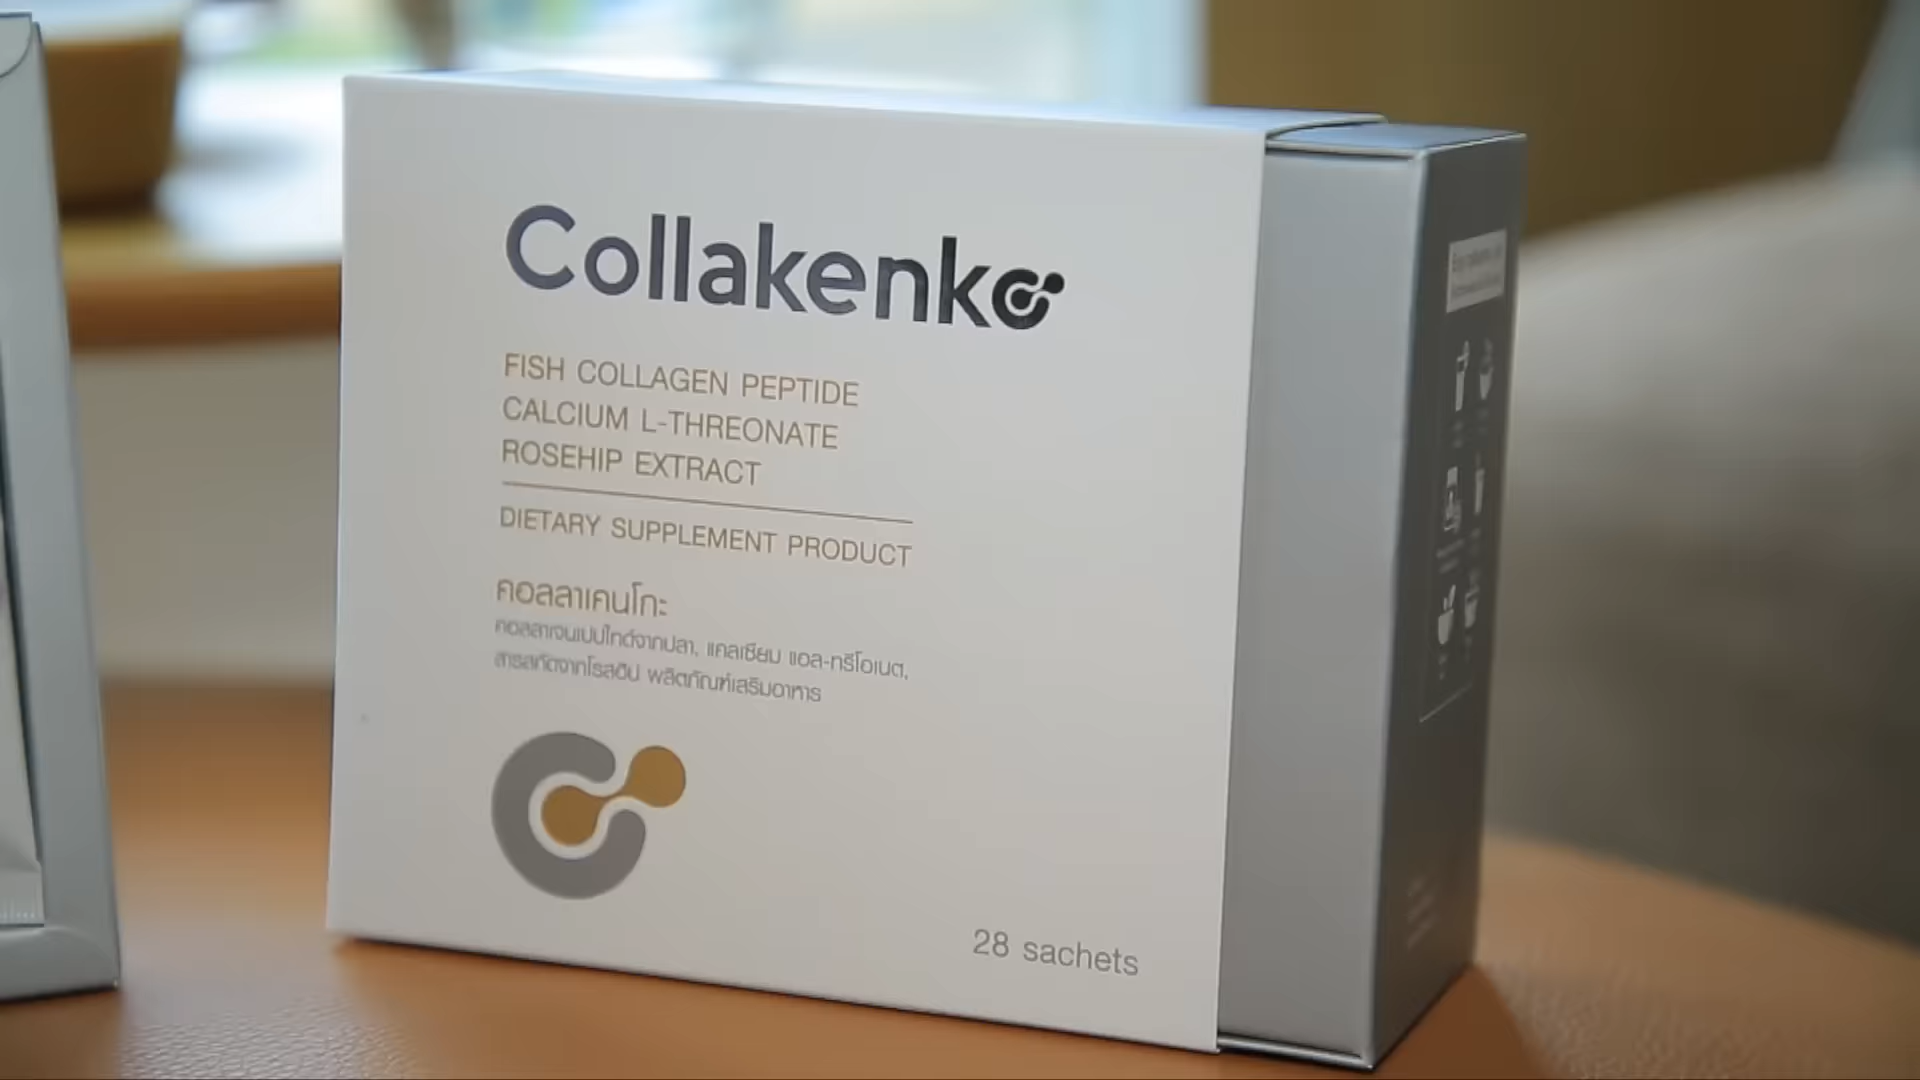 Collakenko
FISH COLLAGEN PEPTIDE
CALCIUM L-THREONATE
ROSEHIP EXTRACT
DIETARY SUPPLEMENT PRODUCT
คอลลาเคนโกะ
คอลลาเจนเปปไทด์จากปลา, แคลเซียม แอล-ทรีโอเนต,
สารสกัดจากโรสฮิป ผลิตภัณฑ์เสริมอาหาร
28 sachets